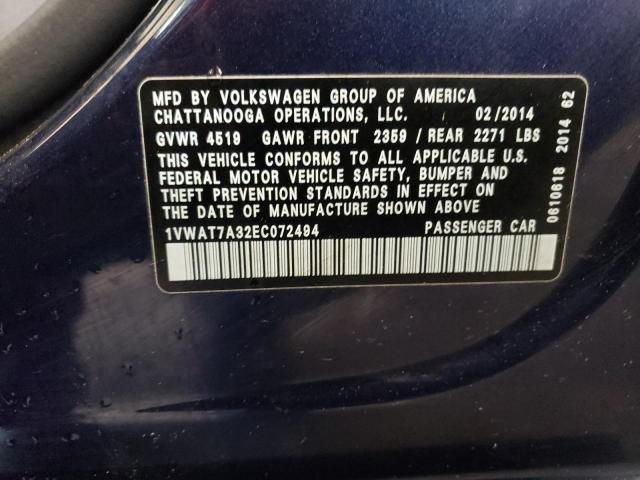 MFD BY VOLKSWAGEN GROUP OF AMERICA
CHATTANOOGA OPERATIONS, LLC. 02/2014
GVWR 4519 GAWR FRONT 2359 / REAR 2271 LBS
THIS VEHICLE CONFORMS TO ALL APPLICABLE U.S.
FEDERAL MOTOR VEHICLE SAFETY, BUMPER AND
THEFT PREVENTION STANDARDS IN EFFECT ON
THE DATE OF MANUFACTURE SHOWN ABOVE
1VWAT7A32EC072494 PASSENGER CAR
0610618 2014 62